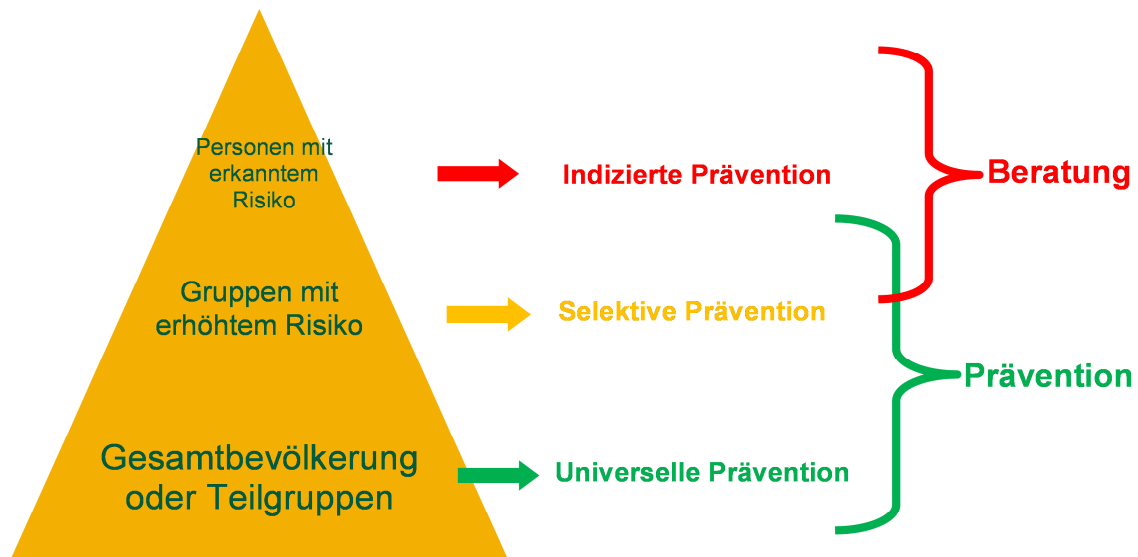 Personen mit
erkanntem
Risiko
Indizierte Prävention
Beratung
Gruppen mit
erhöhtem Risiko
Selektive Prävention
Prävention
Gesamtbevölkerung
oder Teilgruppen
Universelle Prävention